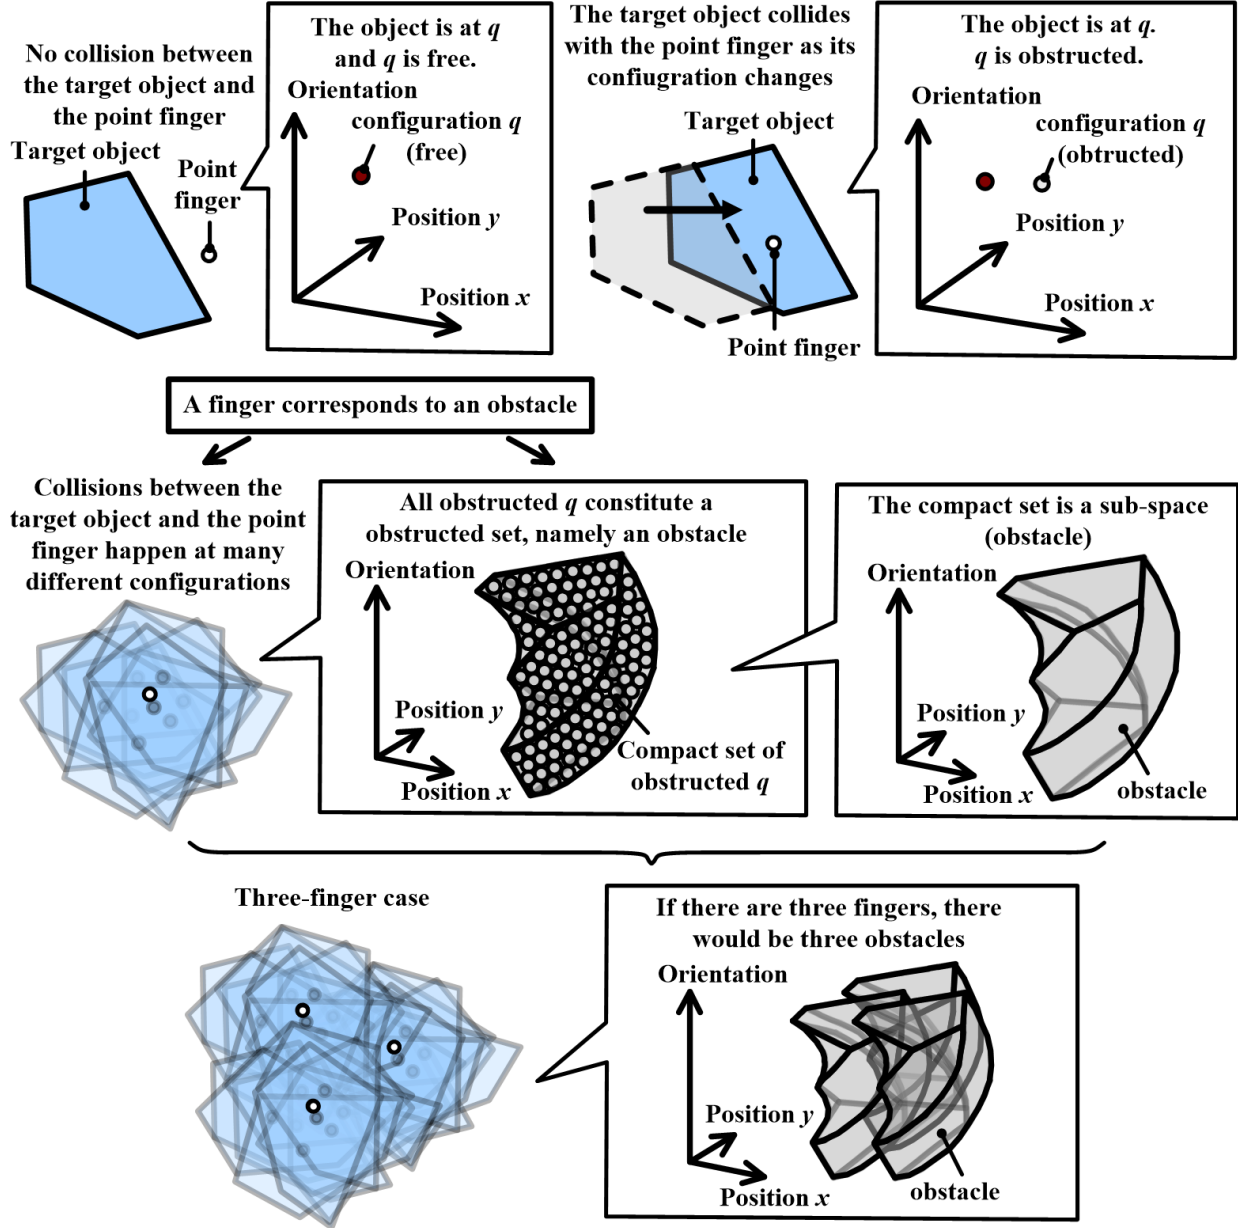 No collision between
the target object and
the point finger
Target object
Point
finger
The object is at q
and q is free.
Orientation
configuration q
(free)
Position y
Position x
The target object collides
with the point finger as its
confiugration changes
Target object
Point finger
The object is at q.
q is obstructed.
Orientation
configuration q
(obtructed)
Position y
Position x
A finger corresponds to an obstacle
Collisions between the
target object and the point
finger happen at many
different configurations
All obstructed q constitute a
obstructed set, namely an obstacle
Orientation
Position y
Position x
Compact set of
obstructed q
The compact set is a sub-space
(obstacle)
Orientation
Position y
Position x
obstacle
Three-finger case
If there are three fingers, there
would be three obstacles
Orientation
Position y
Position x
obstacle